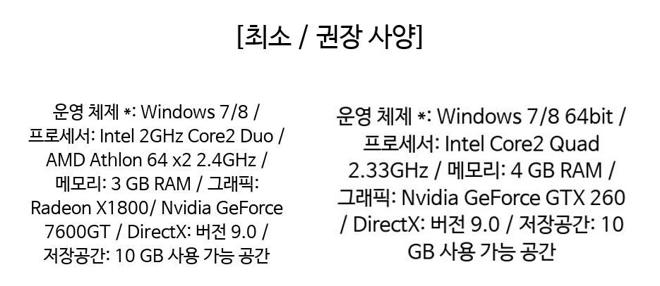 [최소 / 권장 사양]
운영 체제 *: Windows 7/8 /
프로세서: Intel 2GHz Core2 Duo /
AMD Athlon 64 x2 2.4GHz /
메모리: 3 GB RAM / 그래픽:
Radeon X1800/ Nvidia GeForce
7600GT / DirectX: 버전 9.0 /
저장공간: 10 GB 사용 가능 공간
운영 체제 *: Windows 7/8 64bit /
프로세서: Intel Core2 Quad
2.33GHz / 메모리: 4 GB RAM /
그래픽: Nvidia GeForce GTX 260
/ DirectX: 버전 9.0 / 저장공간: 10
GB 사용 가능 공간